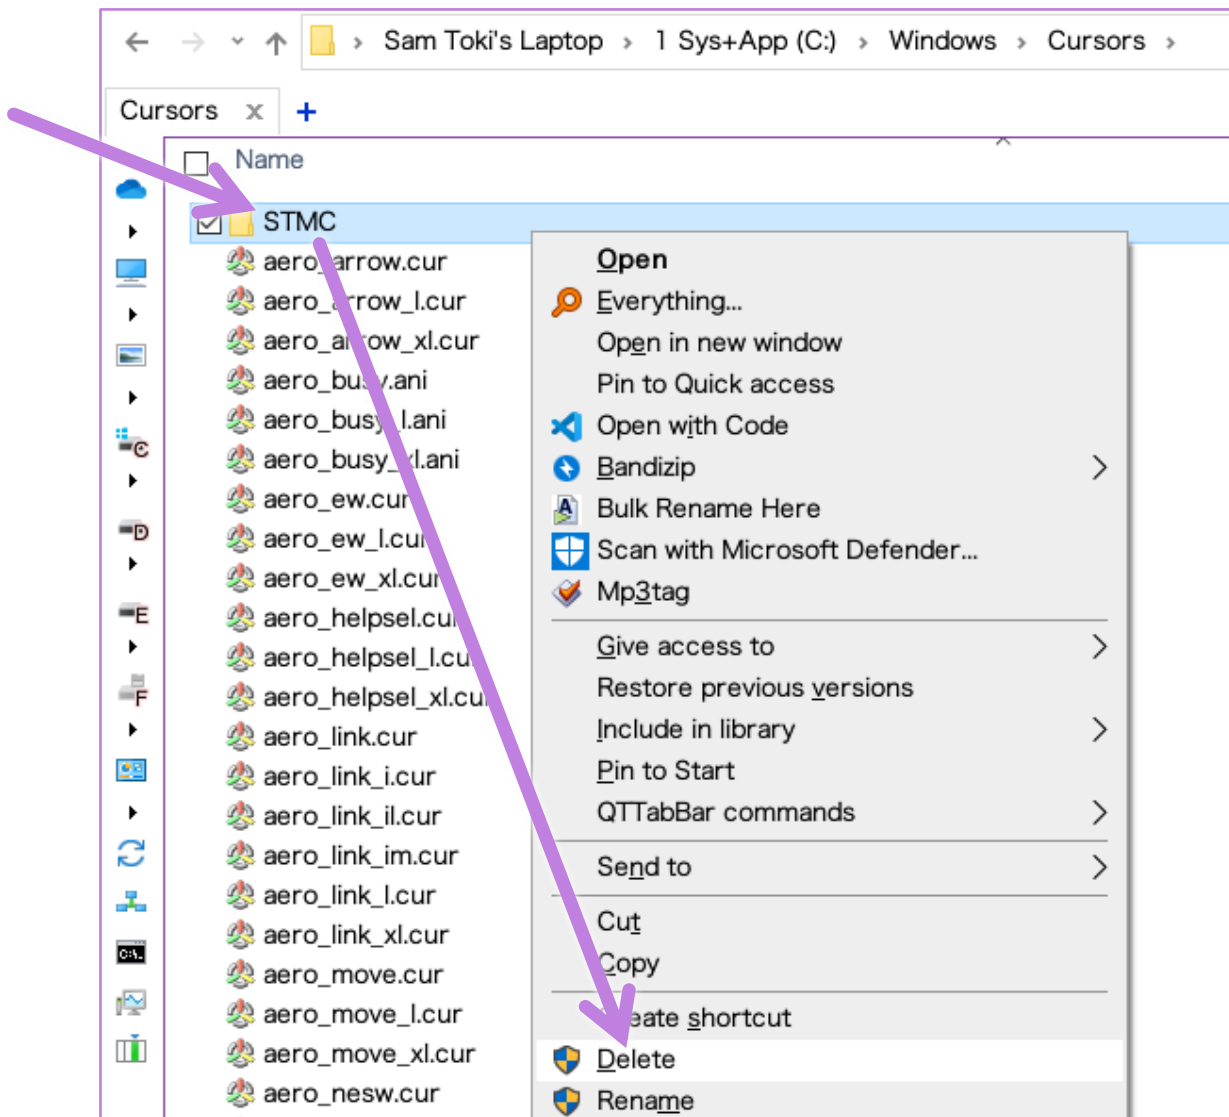 Sam Toki's Laptop > 1 Sys+App (C:) > Windows > Cursors >
Cursors x +
Name
STMC
aero_arrow.cur
aero_arrow_l.cur
aero_arrow_xl.cur
aero_busy.ani
aero_busy_l.ani
aero_busy_xl.ani
aero_ew.cur
aero_ew_l.cur
aero_ew_xl.cur
aero_helpsel.cur
aero_helpsel_l.cur
aero_helpsel_xl.cur
aero_link.cur
aero_link_i.cur
aero_link_il.cur
aero_link_im.cur
aero_link_l.cur
aero_link_xl.cur
aero_move.cur
aero_move_l.cur
aero_move_xl.cur
aero_nesw.cur
Open
Everything...
Open in new window
Pin to Quick access
Open with Code
Bandizip
Bulk Rename Here
Scan with Microsoft Defender...
Mp3tag
Give access to
Restore previous versions
Include in library
Pin to Start
QTTabBar commands
Send to
Cut
Copy
Create shortcut
Delete
Rename
C
D
E
F
C:\.